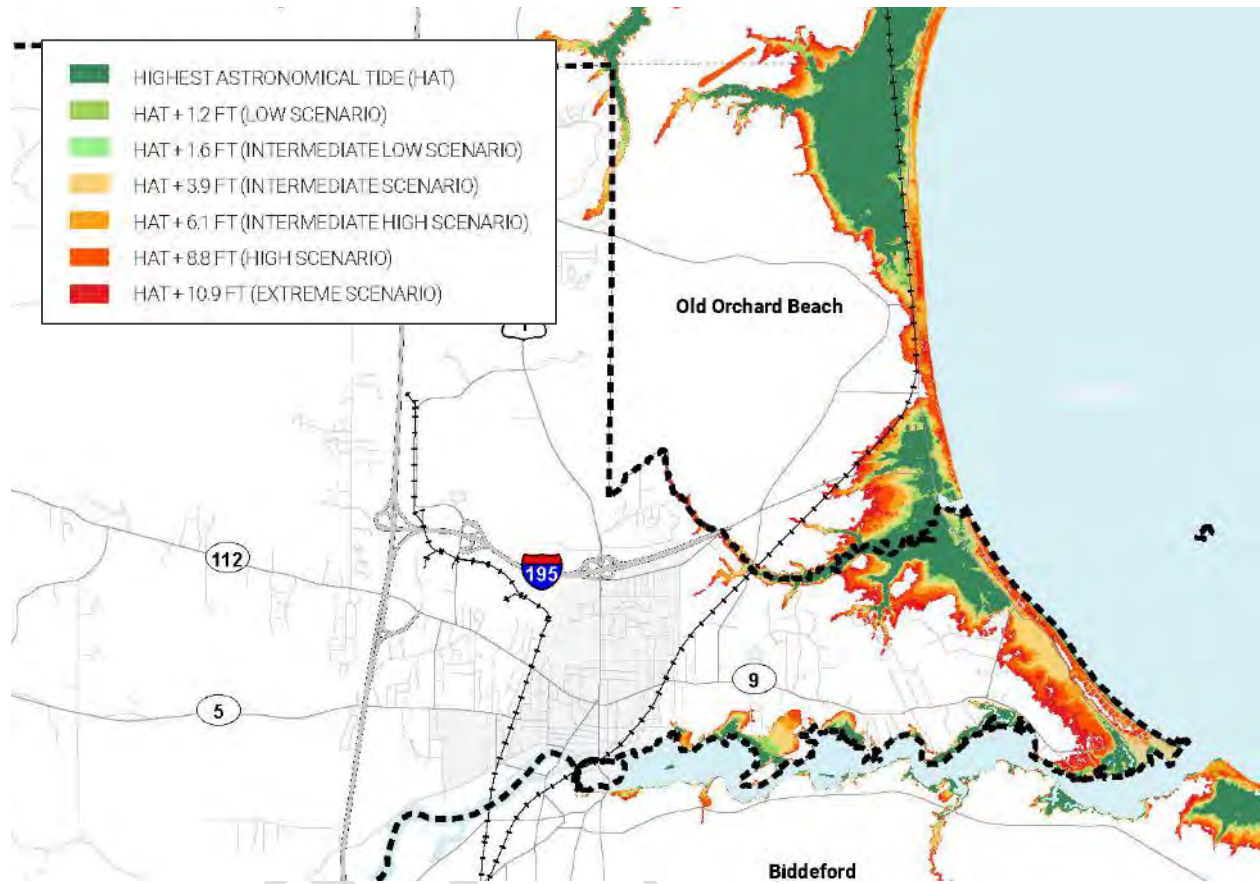 HIGHEST ASTRONOMICAL TIDE (HAT)
HAT + 1.2 FT (LOW SCENARIO)
HAT + 1.6 FT (INTERMEDIATE LOW SCENARIO)
HAT + 3.9 FT (INTERMEDIATE SCENARIO)
HAT + 6.1 FT (INTERMEDIATE HIGH SCENARIO)
HAT + 8.8 FT (HIGH SCENARIO)
HAT + 10.9 FT (EXTREME SCENARIO)
1
Old Orchard Beach
112
195
9
5
Biddeford